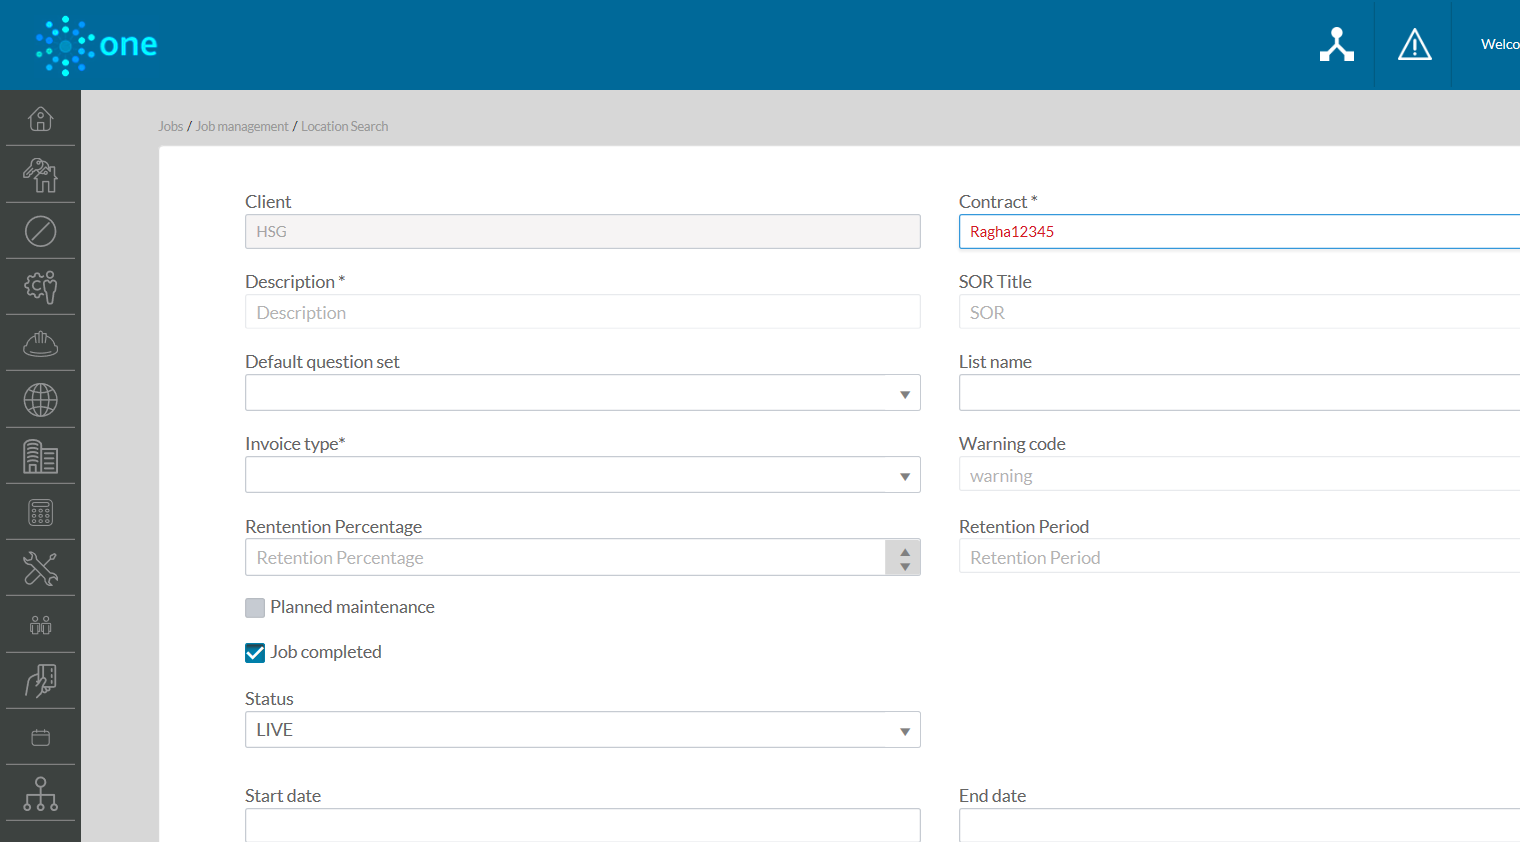 one
Welco
Jobs / Job management / Location Search
Client
Contract *
HSG
Ragha12345
Description *
SOR Title
Description
SOR
Default question set
List name
Invoice type*
Warning code
warning
Rentention Percentage
Retention Period
Retention Percentage
Retention Period
Planned maintenance
Job completed
Status
LIVE
Start date
End date